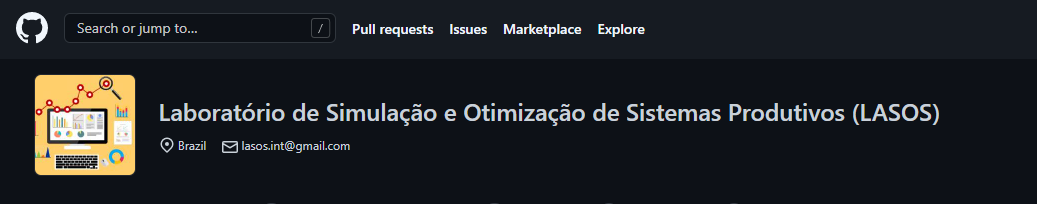 Search or jump to... /
Pull requests Issues Marketplace Explore
Laboratório de Simulação e Otimização de Sistemas Produtivos (LASOS)
Brazil lasos.int@gmail.com